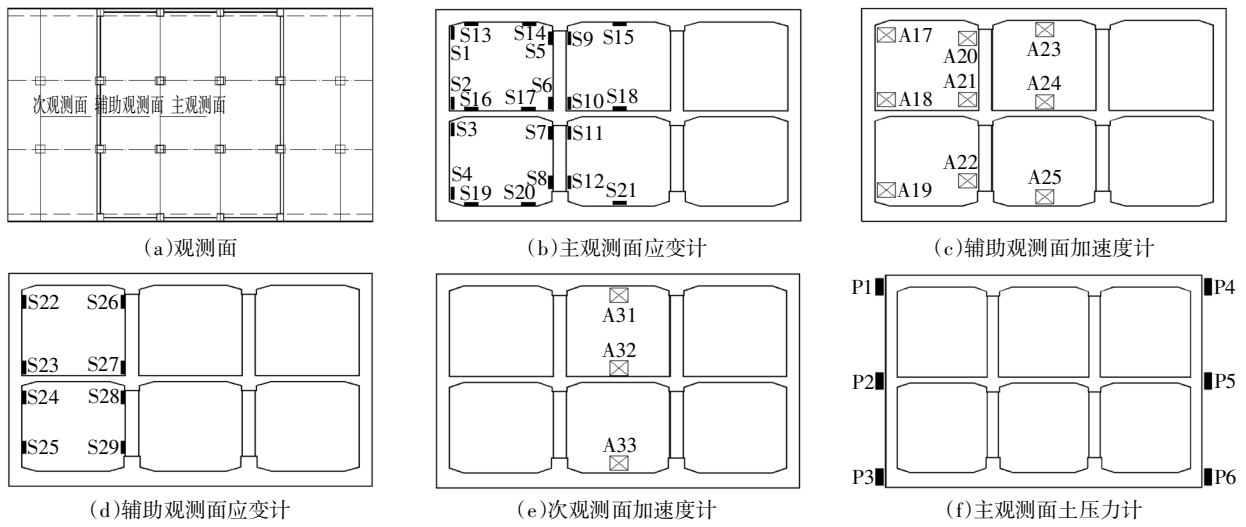 次观测面 辅助观测面 主观测面
S13 S14 S9 S15
S1 S5
S2 S6
S16 S17 S10 S18
S3 S7 S11
S4 S8 S12
S19 S20 S21
A17 A20 A23
A18 A21 A24
A19 A22 A25
(a)观测面
(b)主观测面应变计
(c)辅助观测面加速度计
S22 S26
S23 S27
S24 S28
S25 S29
A31
A32
A33
P1 P4
P2 P5
P3 P6
(d)辅助观测面应变计
(e)次观测面加速度计
(f)主观测面土压力计